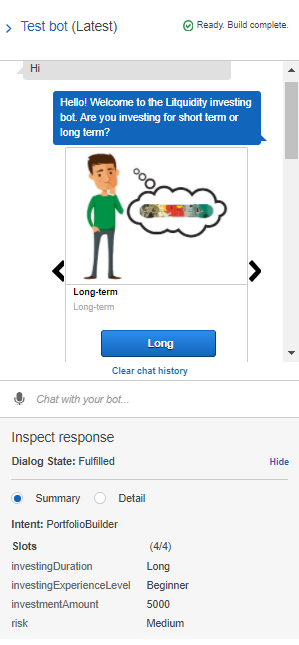 Test bot (Latest)
Ready. Build complete.
Hi
Hello! Welcome to the Litquidity investing
bot. Are you investing for short term or
long term?
Long-term
Long-term
Long
Clear chat history
Chat with your bot...
Inspect response
Dialog State: Fulfilled
Hide
Summary
Detail
Intent: PortfolioBuilder
Slots (4/4)
investingDuration Long
investingExperienceLevel Beginner
investmentAmount 5000
risk Medium